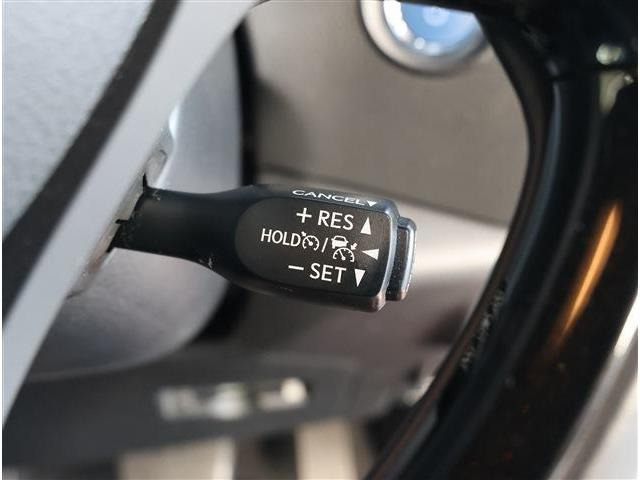 CANCEL▼
+ RES ▲
HOLD / ◀
− SET ▼